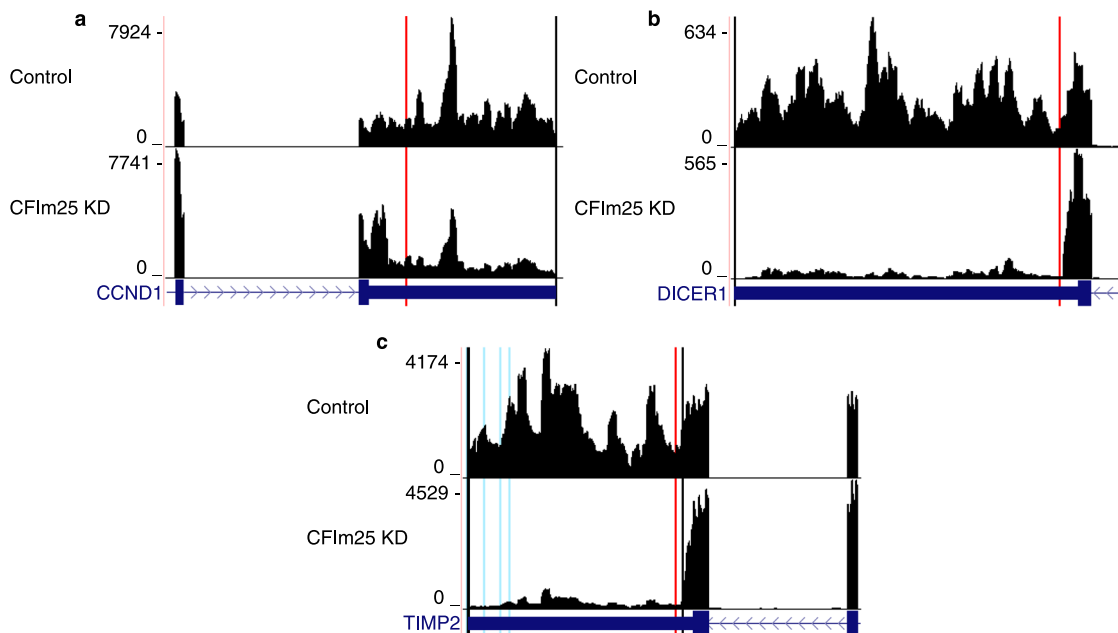 a
7924 -
Control
0 _
7741 -
CFIm25 KD
0 _
CCND1
b
634 -
Control
0 _
565 -
CFIm25 KD
0 _
DICER1
c
4174 -
Control
0 _
4529 -
CFIm25 KD
0 _
TIMP2